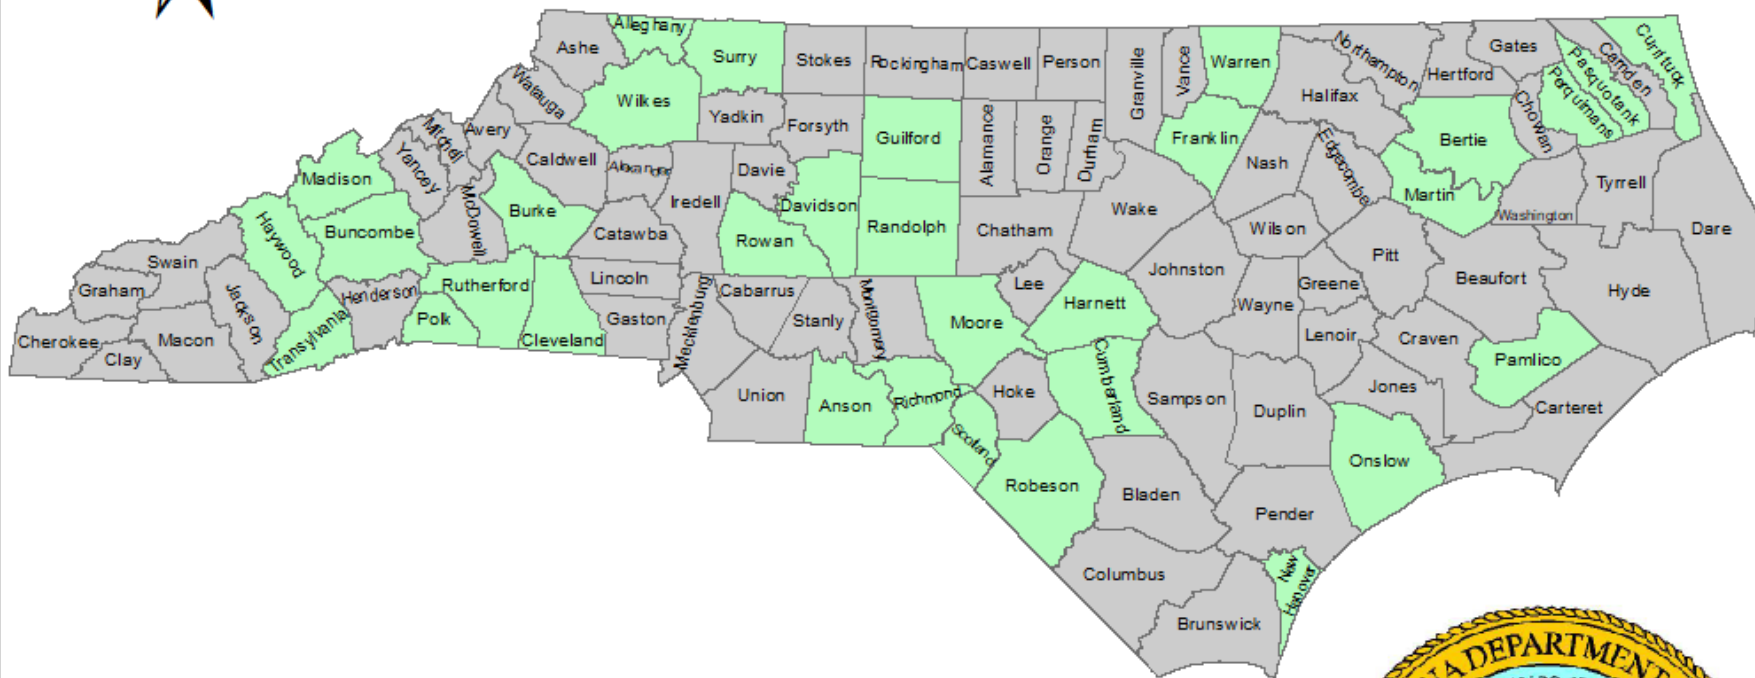 Alleghany
Ashe
Surry
Stokes
Rockingham
Caswell
Person
Granville
Vance
Warren
Northampton
Gates
Hertford
Camden
Currituck
Pasquotank
Perquimans
Chowan
Watauga
Wilkes
Yadkin
Forsyth
Guilford
Alamance
Orange
Durham
Franklin
Halifax
Bertie
Mitchell
Avery
Caldwell
Alexander
Davie
Nash
Edgecombe
Martin
Washington
Tyrrell
Dare
Madison
Yancey
McDowell
Burke
Iredell
Davidson
Randolph
Chatham
Wake
Wilson
Pitt
Haywood
Buncombe
Catawba
Rowan
Johnston
Greene
Beaufort
Hyde
Swain
Graham
Jackson
Henderson
Rutherford
Lincoln
Cabarrus
Montgomery
Lee
Harnett
Wayne
Lenoir
Craven
Pamlico
Cherokee
Clay
Macon
Transylvania
Polk
Cleveland
Gaston
Mecklenburg
Stanly
Moore
Union
Anson
Richmond
Hoke
Cumberland
Sampson
Duplin
Jones
Carteret
Scotland
Robeson
Bladen
Onslow
Pender
Columbus
New
Hanover
Brunswick
NA DEPARTMENT